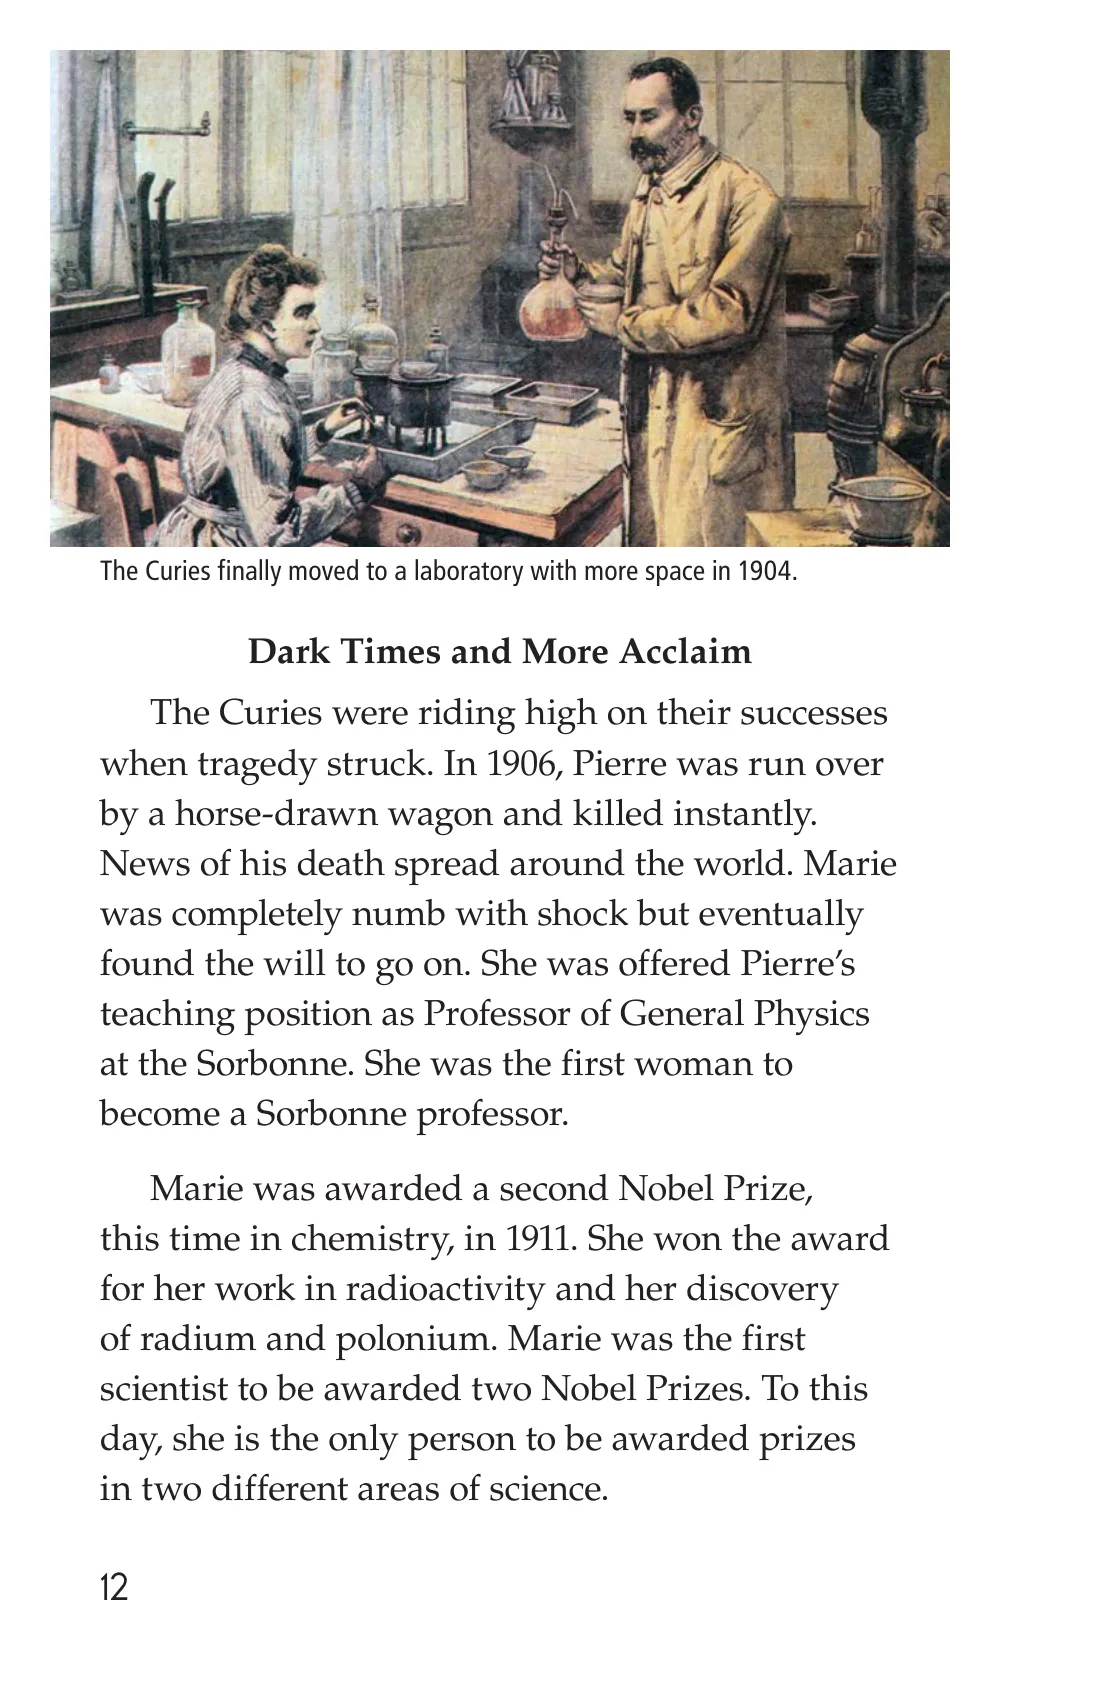 The Curies finally moved to a laboratory with more space in 1904.
Dark Times and More Acclaim
The Curies were riding high on their successes
when tragedy struck. In 1906, Pierre was run over
by a horse-drawn wagon and killed instantly.
News of his death spread around the world. Marie
was completely numb with shock but eventually
found the will to go on. She was offered Pierre’s
teaching position as Professor of General Physics
at the Sorbonne. She was the first woman to
become a Sorbonne professor.
Marie was awarded a second Nobel Prize,
this time in chemistry, in 1911. She won the award
for her work in radioactivity and her discovery
of radium and polonium. Marie was the first
scientist to be awarded two Nobel Prizes. To this
day, she is the only person to be awarded prizes
in two different areas of science.
12